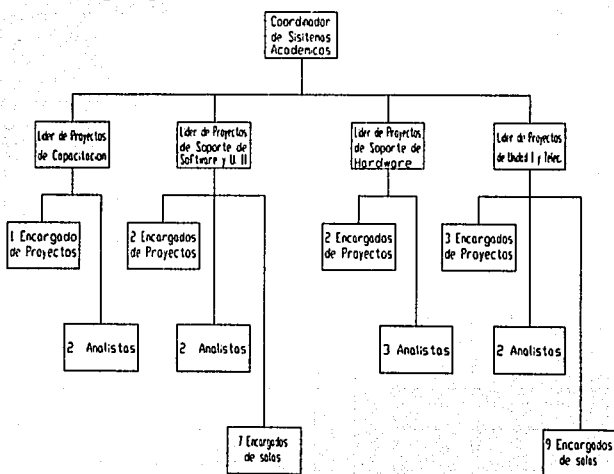 Coordinador
de Sisitenas
Academicos
Lider de Proyectos
de Capacitacion
Lider de Proyectos
de Soporte de
Software y U. II
Lider de Proyectos
de Soporte de
Hardware
Lider de Proyectos
de Unidad I y Telec.
1 Encargado
de Proyectos
2 Encargados
de Proyectos
2 Encargados
de Proyectos
3 Encargados
de Proyectos
2 Analistas
2 Analistas
3 Analistas
2 Analistas
7 Encargados
de salas
9 Encargados
de salas